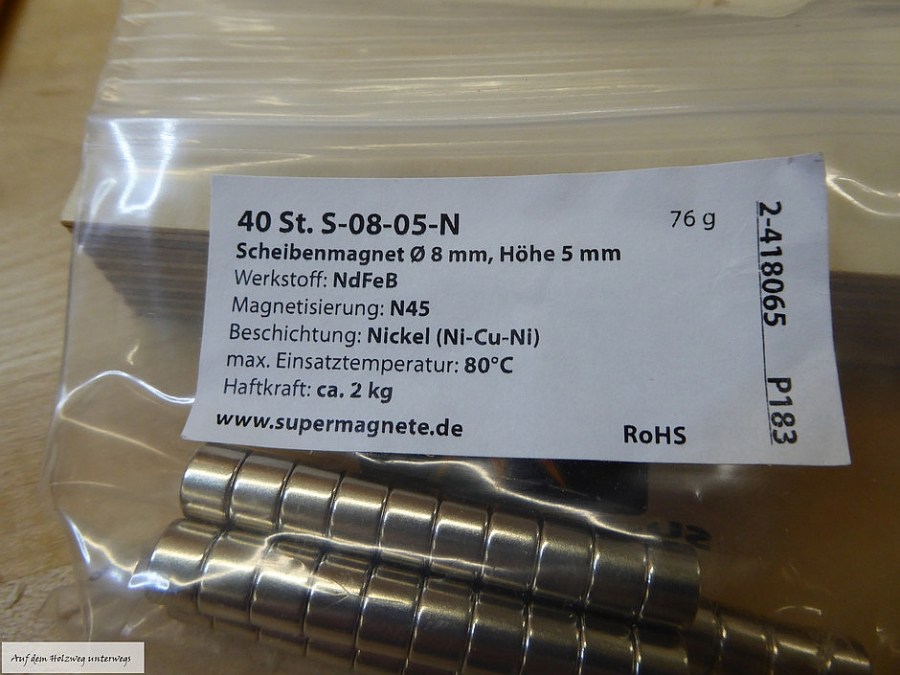 40 St. S-08-05-N
76 g
Scheibenmagnet Ø 8 mm, Höhe 5 mm
Werkstoff: NdFeB
Magnetisierung: N45
Beschichtung: Nickel (Ni-Cu-Ni)
max. Einsatztemperatur: 80°C
Haftkraft: ca. 2 kg
www.supermagnete.de
RoHS
2-418065 P183
Auf dem Holzweg unterwegs